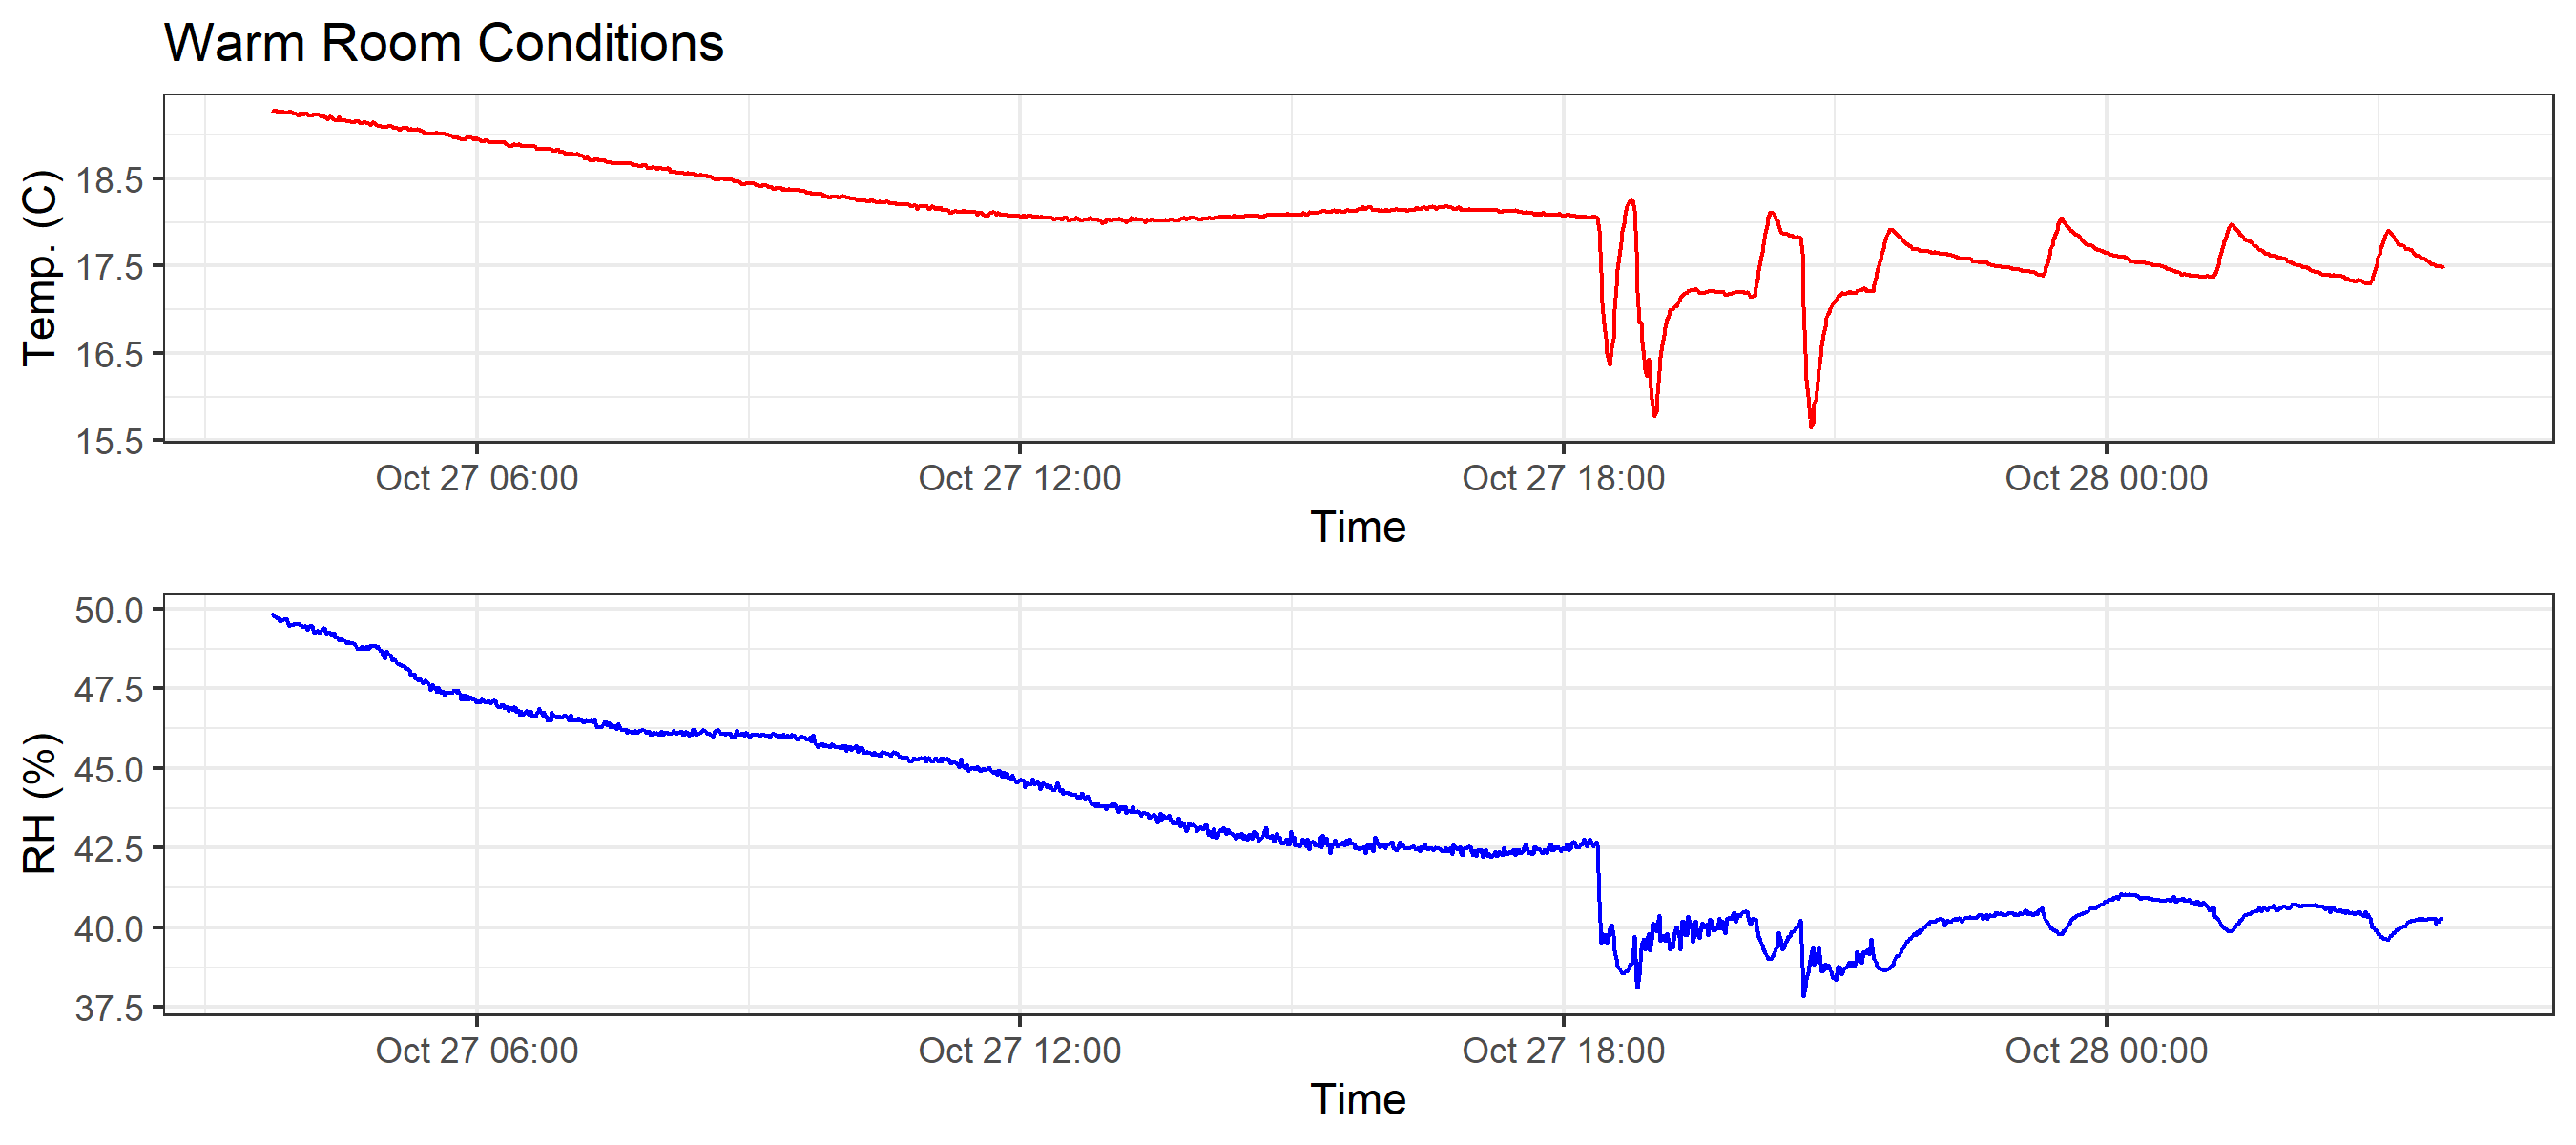 Warm Room Conditions
Temp. (C)
18.5
17.5
16.5
15.5
Oct 27 06:00 Oct 27 12:00 Oct 27 18:00 Oct 28 00:00
Time
RH (%)
50.0
47.5
45.0
42.5
40.0
37.5
Oct 27 06:00 Oct 27 12:00 Oct 27 18:00 Oct 28 00:00
Time